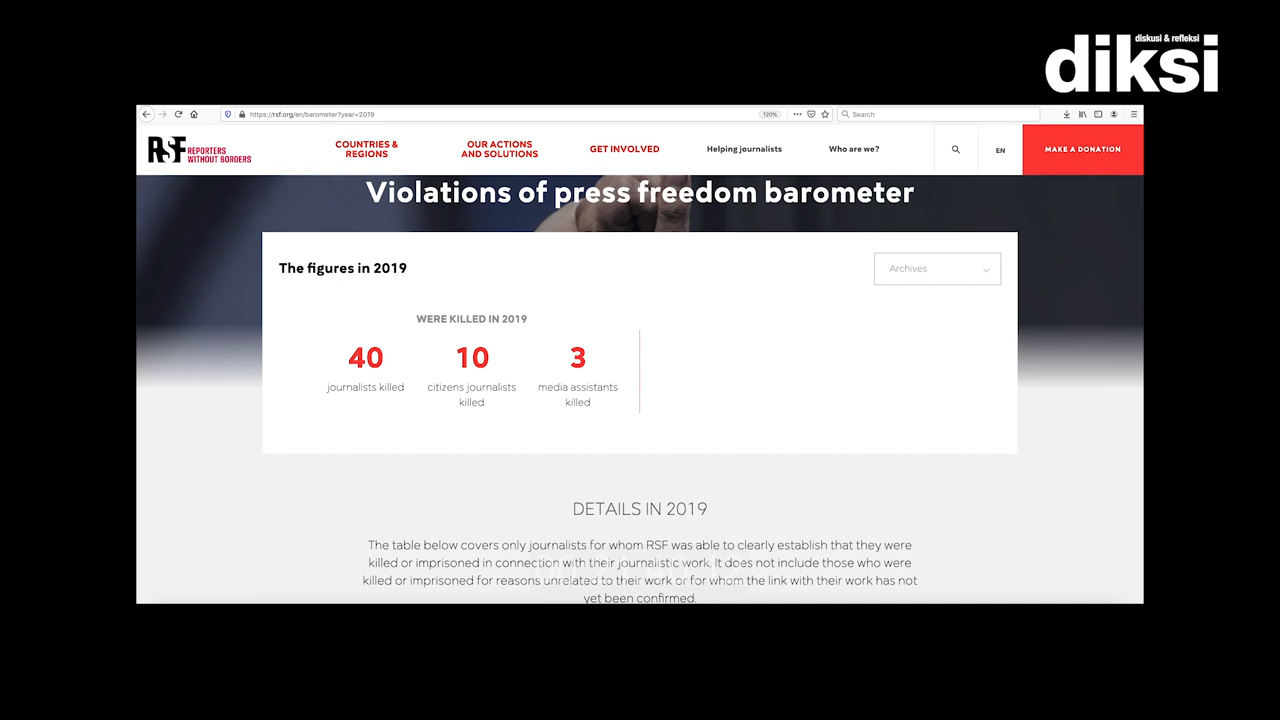 diskusi & refleksi
diksi
https://rsf.org/en/barometer?year=2019
120%
Search
RSF REPORTERS
WITHOUT BORDERS
COUNTRIES &
REGIONS
OUR ACTIONS
AND SOLUTIONS
GET INVOLVED
Helping journalists
Who are we?
EN
MAKE A DONATION
Violations of press freedom barometer
The figures in 2019
Archives
WERE KILLED IN 2019
40
journalists killed
10
citizens journalists
killed
3
media assistants
killed
DETAILS IN 2019
The table below covers only journalists for whom RSF was able to clearly establish that they were
killed or imprisoned in connection with their journalistic work. It does not include those who were
killed or imprisoned for reasons unrelated to their work or for whom the link with their work has not
yet been confirmed.